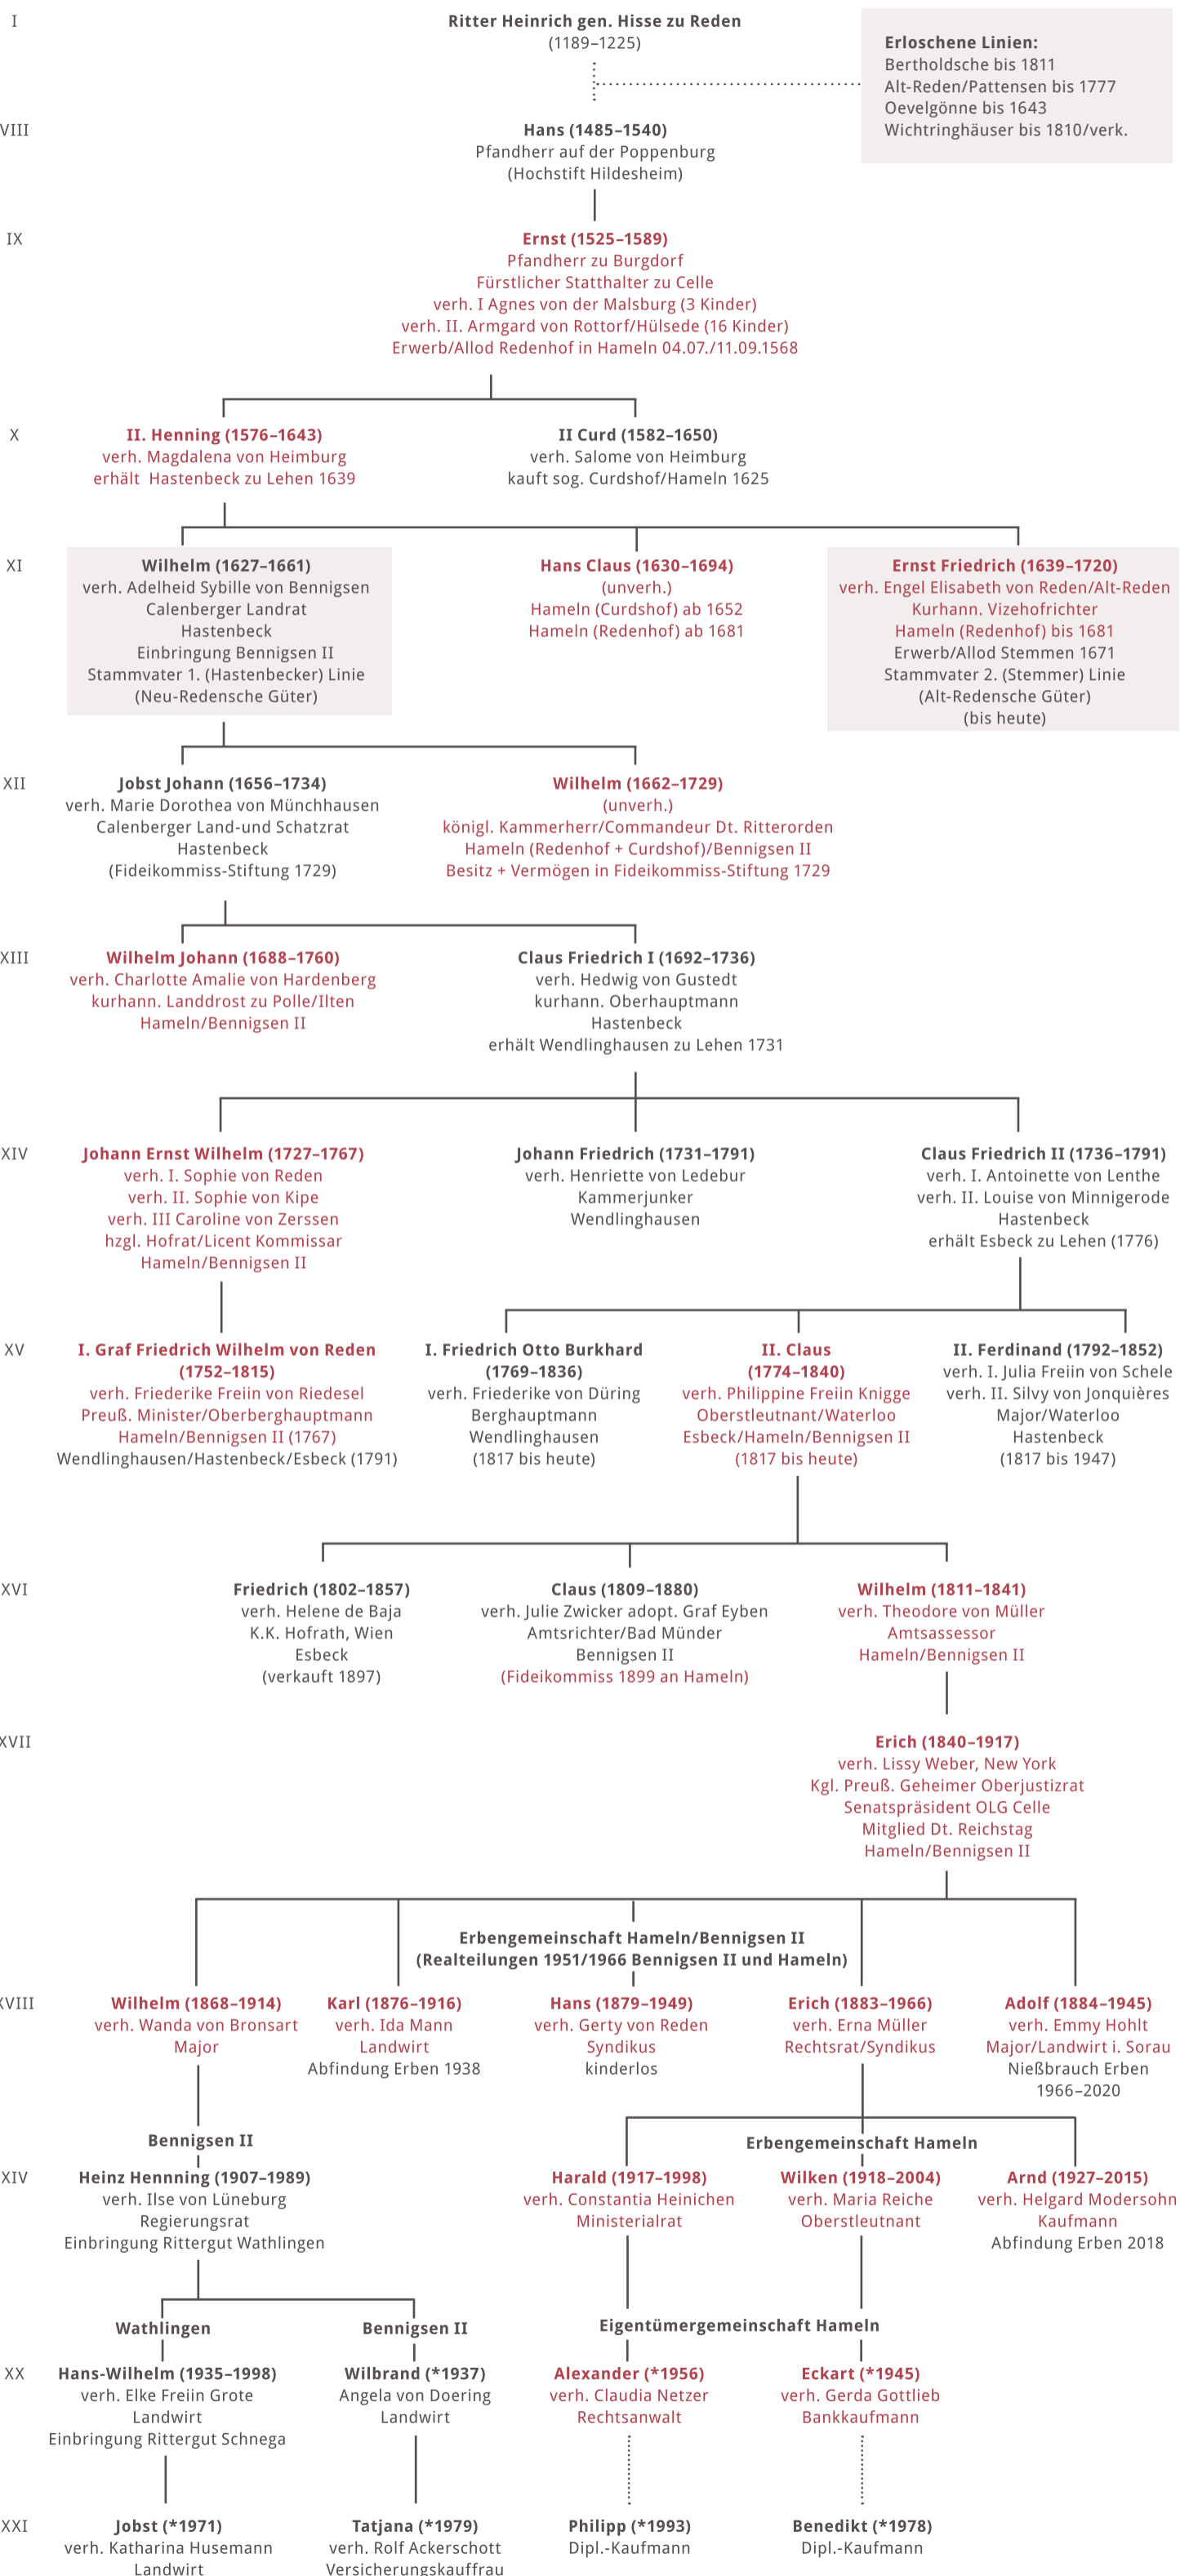 I
Ritter Heinrich gen. Hisse zu Reden
(1189–1225)
Erloschene Linien:
Bertholdsche bis 1811
Alt-Reden/Pattensen bis 1777
Oevelgönne bis 1643
Wichtringhäuser bis 1810/verk.
VIII
Hans (1485–1540)
Pfandherr auf der Poppenburg
(Hochstift Hildesheim)
IX
Ernst (1525–1589)
Pfandherr zu Burgdorf
Fürstlicher Statthalter zu Celle
verh. I Agnes von der Malsburg (3 Kinder)
verh. II. Armgard von Rottorf/Hülsede (16 Kinder)
Erwerb/Allod Redenhof in Hameln 04.07./11.09.1568
X
II. Henning (1576–1643)
verh. Magdalena von Heimburg
erhält Hastenbeck zu Lehen 1639
II Curd (1582–1650)
verh. Salome von Heimburg
kauft sog. Curdshof/Hameln 1625
XI
Wilhelm (1627–1661)
verh. Adelheid Sybille von Bennigsen
Calenberger Landrat
Hastenbeck
Einbringung Bennigsen II
Stammvater 1. (Hastenbecker) Linie
(Neu-Redensche Güter)
Hans Claus (1630–1694)
(unverh.)
Hameln (Curdshof) ab 1652
Hameln (Redenhof) ab 1681
Ernst Friedrich (1639–1720)
verh. Engel Elisabeth von Reden/Alt-Reden
Kurhann. Vizehofrichter
Hameln (Redenhof) bis 1681
Erwerb/Allod Stemmen 1671
Stammvater 2. (Stemmer) Linie
(Alt-Redensche Güter)
(bis heute)
XII
Jobst Johann (1656–1734)
verh. Marie Dorothea von Münchhausen
Calenberger Land-und Schatzrat
Hastenbeck
(Fideikommiss-Stiftung 1729)
Wilhelm (1662–1729)
(unverh.)
königl. Kammerherr/Commandeur Dt. Ritterorden
Hameln (Redenhof + Curdshof)/Bennigsen II
Besitz + Vermögen in Fideikommiss-Stiftung 1729
XIII
Wilhelm Johann (1688–1760)
verh. Charlotte Amalie von Hardenberg
kurhann. Landdrost zu Polle/Ilten
Hameln/Bennigsen II
Claus Friedrich I (1692–1736)
verh. Hedwig von Gustedt
kurhann. Oberhauptmann
Hastenbeck
erhält Wendlinghausen zu Lehen 1731
XIV
Johann Ernst Wilhelm (1727–1767)
verh. I. Sophie von Reden
verh. II. Sophie von Kipe
verh. III Caroline von Zerssen
hzgl. Hofrat/Licent Kommissar
Hameln/Bennigsen II
Johann Friedrich (1731–1791)
verh. Henriette von Ledebur
Kammerjunker
Wendlinghausen
Claus Friedrich II (1736–1791)
verh. I. Antoinette von Lenthe
verh. II. Louise von Minnigerode
Hastenbeck
erhält Esbeck zu Lehen (1776)
XV
I. Graf Friedrich Wilhelm von Reden
(1752–1815)
verh. Friederike Freiin von Riedesel
Preuß. Minister/Oberberghauptmann
Hameln/Bennigsen II (1767)
Wendlinghausen/Hastenbeck/Esbeck (1791)
I. Friedrich Otto Burkhard
(1769–1836)
verh. Friederike von Düring
Berghauptmann
Wendlinghausen
(1817 bis heute)
II. Claus
(1774–1840)
verh. Philippine Freiin Knigge
Oberstleutnant/Waterloo
Esbeck/Hameln/Bennigsen II
(1817 bis heute)
II. Ferdinand (1792–1852)
verh. I. Julia Freiin von Schele
verh. II. Silvy von Jonquières
Major/Waterloo
Hastenbeck
(1817 bis 1947)
XVI
Friedrich (1802–1857)
verh. Helene de Baja
K.K. Hofrath, Wien
Esbeck
(verkauft 1897)
Claus (1809–1880)
verh. Julie Zwicker adopt. Graf Eyben
Amtsrichter/Bad Münder
Bennigsen II
(Fideikommiss 1899 an Hameln)
Wilhelm (1811–1841)
verh. Theodore von Müller
Amtsassessor
Hameln/Bennigsen II
XVII
Erich (1840–1917)
verh. Lissy Weber, New York
Kgl. Preuß. Geheimer Oberjustizrat
Senatspräsident OLG Celle
Mitglied Dt. Reichstag
Hameln/Bennigsen II
Erbengemeinschaft Hameln/Bennigsen II
(Realteilungen 1951/1966 Bennigsen II und Hameln)
XVIII
Wilhelm (1868–1914)
verh. Wanda von Bronsart
Major
Karl (1876–1916)
verh. Ida Mann
Landwirt
Abfindung Erben 1938
Hans (1879–1949)
verh. Gerty von Reden
Syndikus
kinderlos
Erich (1883–1966)
verh. Erna Müller
Rechtsrat/Syndikus
Adolf (1884–1945)
verh. Emmy Hohlt
Major/Landwirt i. Sorau
Nießbrauch Erben
1966–2020
Bennigsen II
Erbengemeinschaft Hameln
XIV
Heinz Hennning (1907–1989)
verh. Ilse von Lüneburg
Regierungsrat
Einbringung Rittergut Wathlingen
Harald (1917–1998)
verh. Constantia Heinichen
Ministerialrat
Wilken (1918–2004)
verh. Maria Reiche
Oberstleutnant
Arnd (1927–2015)
verh. Helgard Modersohn
Kaufmann
Abfindung Erben 2018
Wathlingen
Bennigsen II
Eigentümergemeinschaft Hameln
XX
Hans-Wilhelm (1935–1998)
verh. Elke Freiin Grote
Landwirt
Einbringung Rittergut Schnega
Wilbrand (*1937)
Angela von Doering
Landwirt
Alexander (*1956)
verh. Claudia Netzer
Rechtsanwalt
Eckart (*1945)
verh. Gerda Gottlieb
Bankkaufmann
XXI
Jobst (*1971)
verh. Katharina Husemann
Landwirt
Tatjana (*1979)
verh. Rolf Ackerschott
Versicherungskauffrau
Philipp (*1993)
Dipl.-Kaufmann
Benedikt (*1978)
Dipl.-Kaufmann